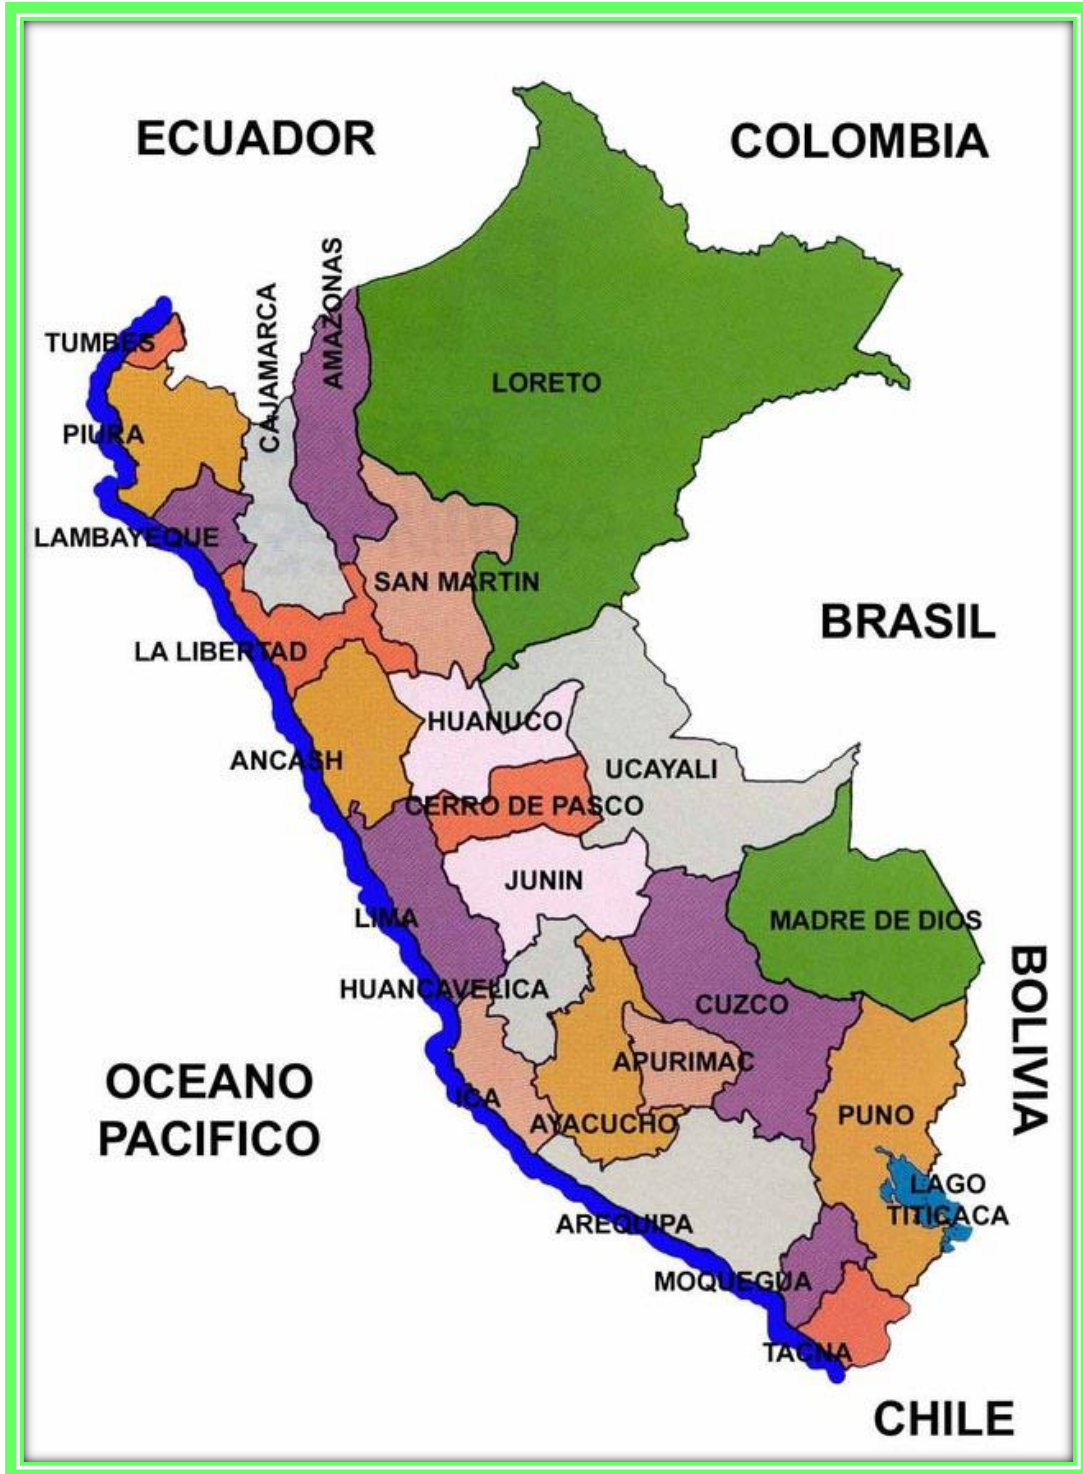 ECUADOR
COLOMBIA
CAJAMARCA
AMAZONAS
TUMBES
LORETO
PIURA
LAMBAYEQUE
SAN MARTIN
BRASIL
LA LIBERTAD
HUANUCO
ANCASH
UCAYALI
CERRO DE PASCO
JUNIN
LIMA
MADRE DE DIOS
HUANCAVELICA
CUZCO
BOLIVIA
APURIMAC
OCEANO
PACIFICO
ICA
AYACUCHO
PUNO
LAGO
TITICACA
AREQUIPA
MOQUEGUA
TACNA
CHILE